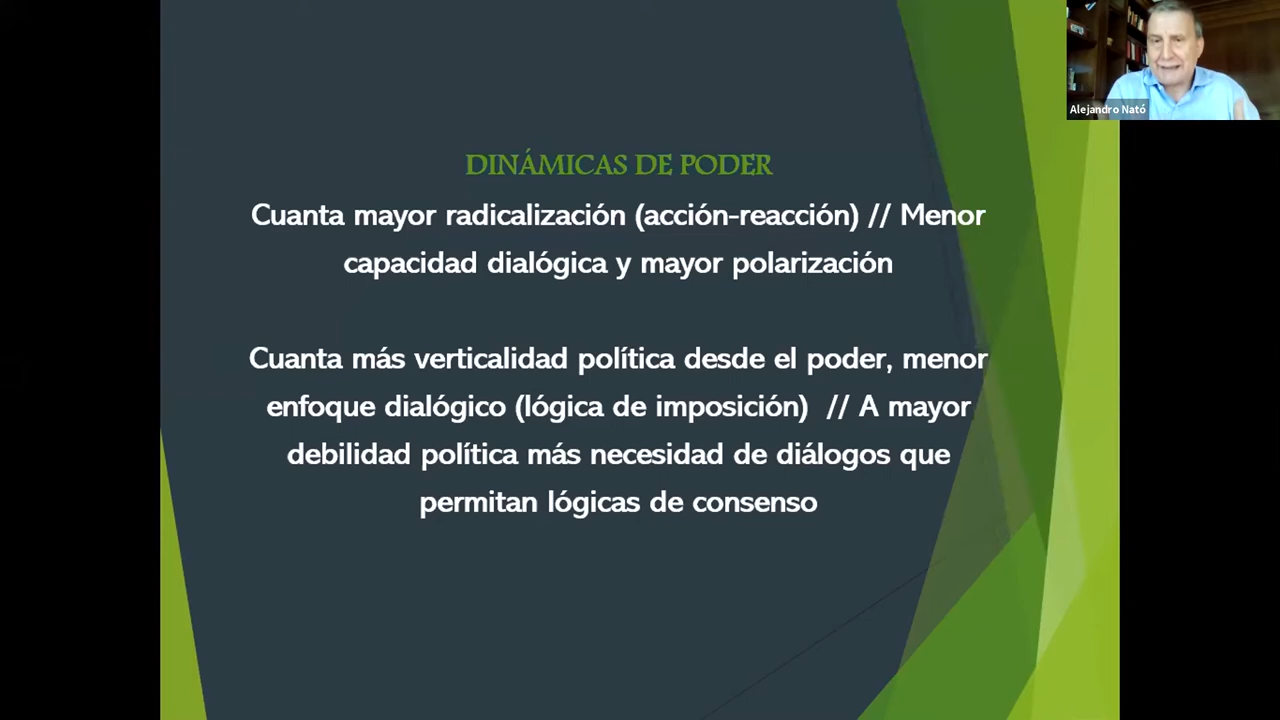 Alejandro Nató
DINÁMICAS DE PODER
Cuanta mayor radicalización (acción-reacción) // Menor
capacidad dialógica y mayor polarización
Cuanta más verticalidad política desde el poder, menor
enfoque dialógico (lógica de imposición) // A mayor
debilidad política más necesidad de diálogos que
permitan lógicas de consenso